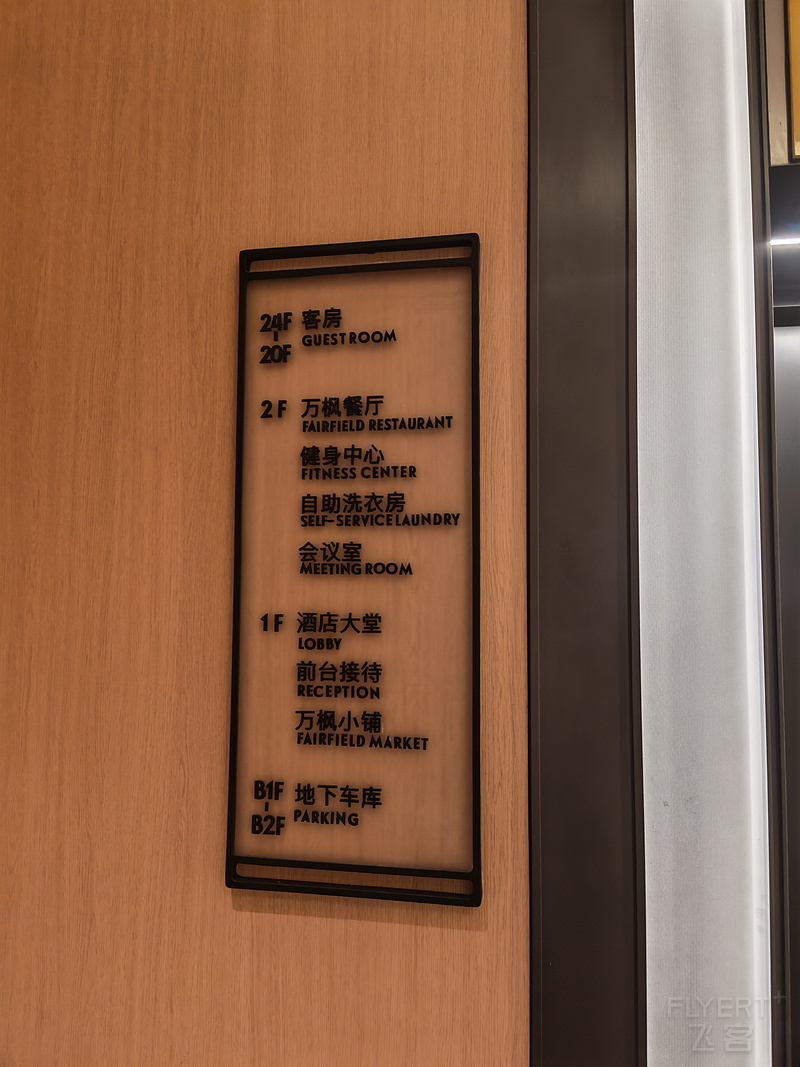 24F 客房
GUEST ROOM
20F
2F 万枫餐厅
FAIRFIELD RESTAURANT
健身中心
FITNESS CENTER
自助洗衣房
SELF-SERVICE LAUNDRY
会议室
MEETING ROOM
1F 酒店大堂
LOBBY
前台接待
RECEPTION
万枫小铺
FAIRFIELD MARKET
B1F 地下车库
B2F PARKING
FLYERT+
飞客